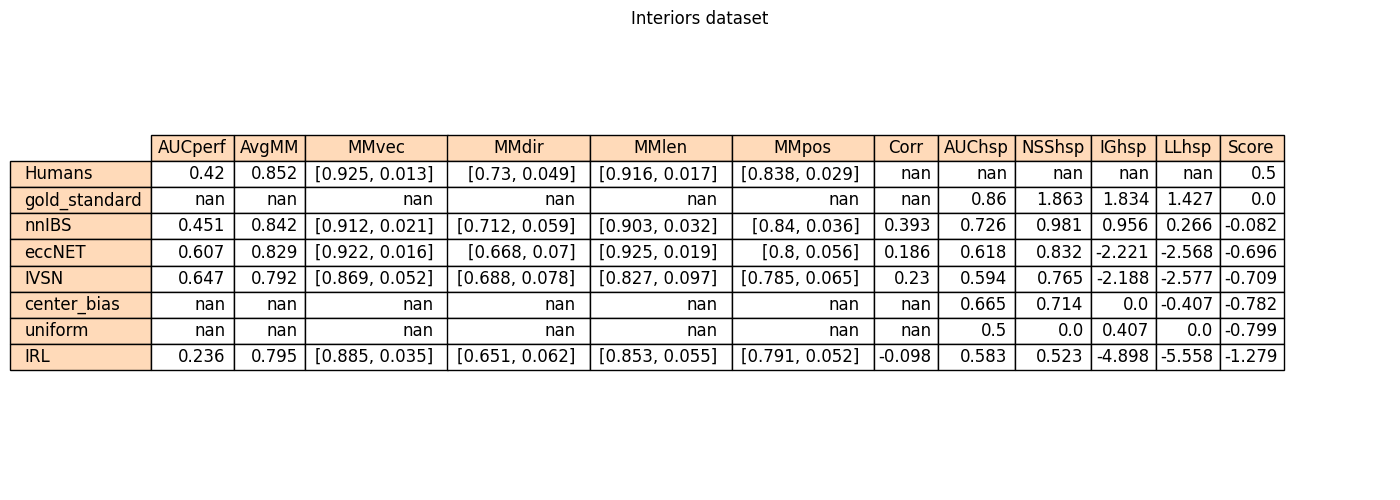 Interiors dataset
AUCperf AvgMM MMvec MMdir MMlen MMpos Corr AUChsp NSShsp IGhsp LLhsp Score
Humans 0.42 0.852 [0.925, 0.013] [0.73, 0.049] [0.916, 0.017] [0.838, 0.029] nan nan nan nan nan 0.5
gold_standard nan nan nan nan nan nan nan 0.86 1.863 1.834 1.427 0.0
nnIBS 0.451 0.842 [0.912, 0.021] [0.712, 0.059] [0.903, 0.032] [0.84, 0.036] 0.393 0.726 0.981 0.956 0.266 -0.082
eccNET 0.607 0.829 [0.922, 0.016] [0.668, 0.07] [0.925, 0.019] [0.8, 0.056] 0.186 0.618 0.832 -2.221 -2.568 -0.696
IVSN 0.647 0.792 [0.869, 0.052] [0.688, 0.078] [0.827, 0.097] [0.785, 0.065] 0.23 0.594 0.765 -2.188 -2.577 -0.709
center_bias nan nan nan nan nan nan nan 0.665 0.714 0.0 -0.407 -0.782
uniform nan nan nan nan nan nan nan 0.5 0.0 0.407 0.0 -0.799
IRL 0.236 0.795 [0.885, 0.035] [0.651, 0.062] [0.853, 0.055] [0.791, 0.052] -0.098 0.583 0.523 -4.898 -5.558 -1.279